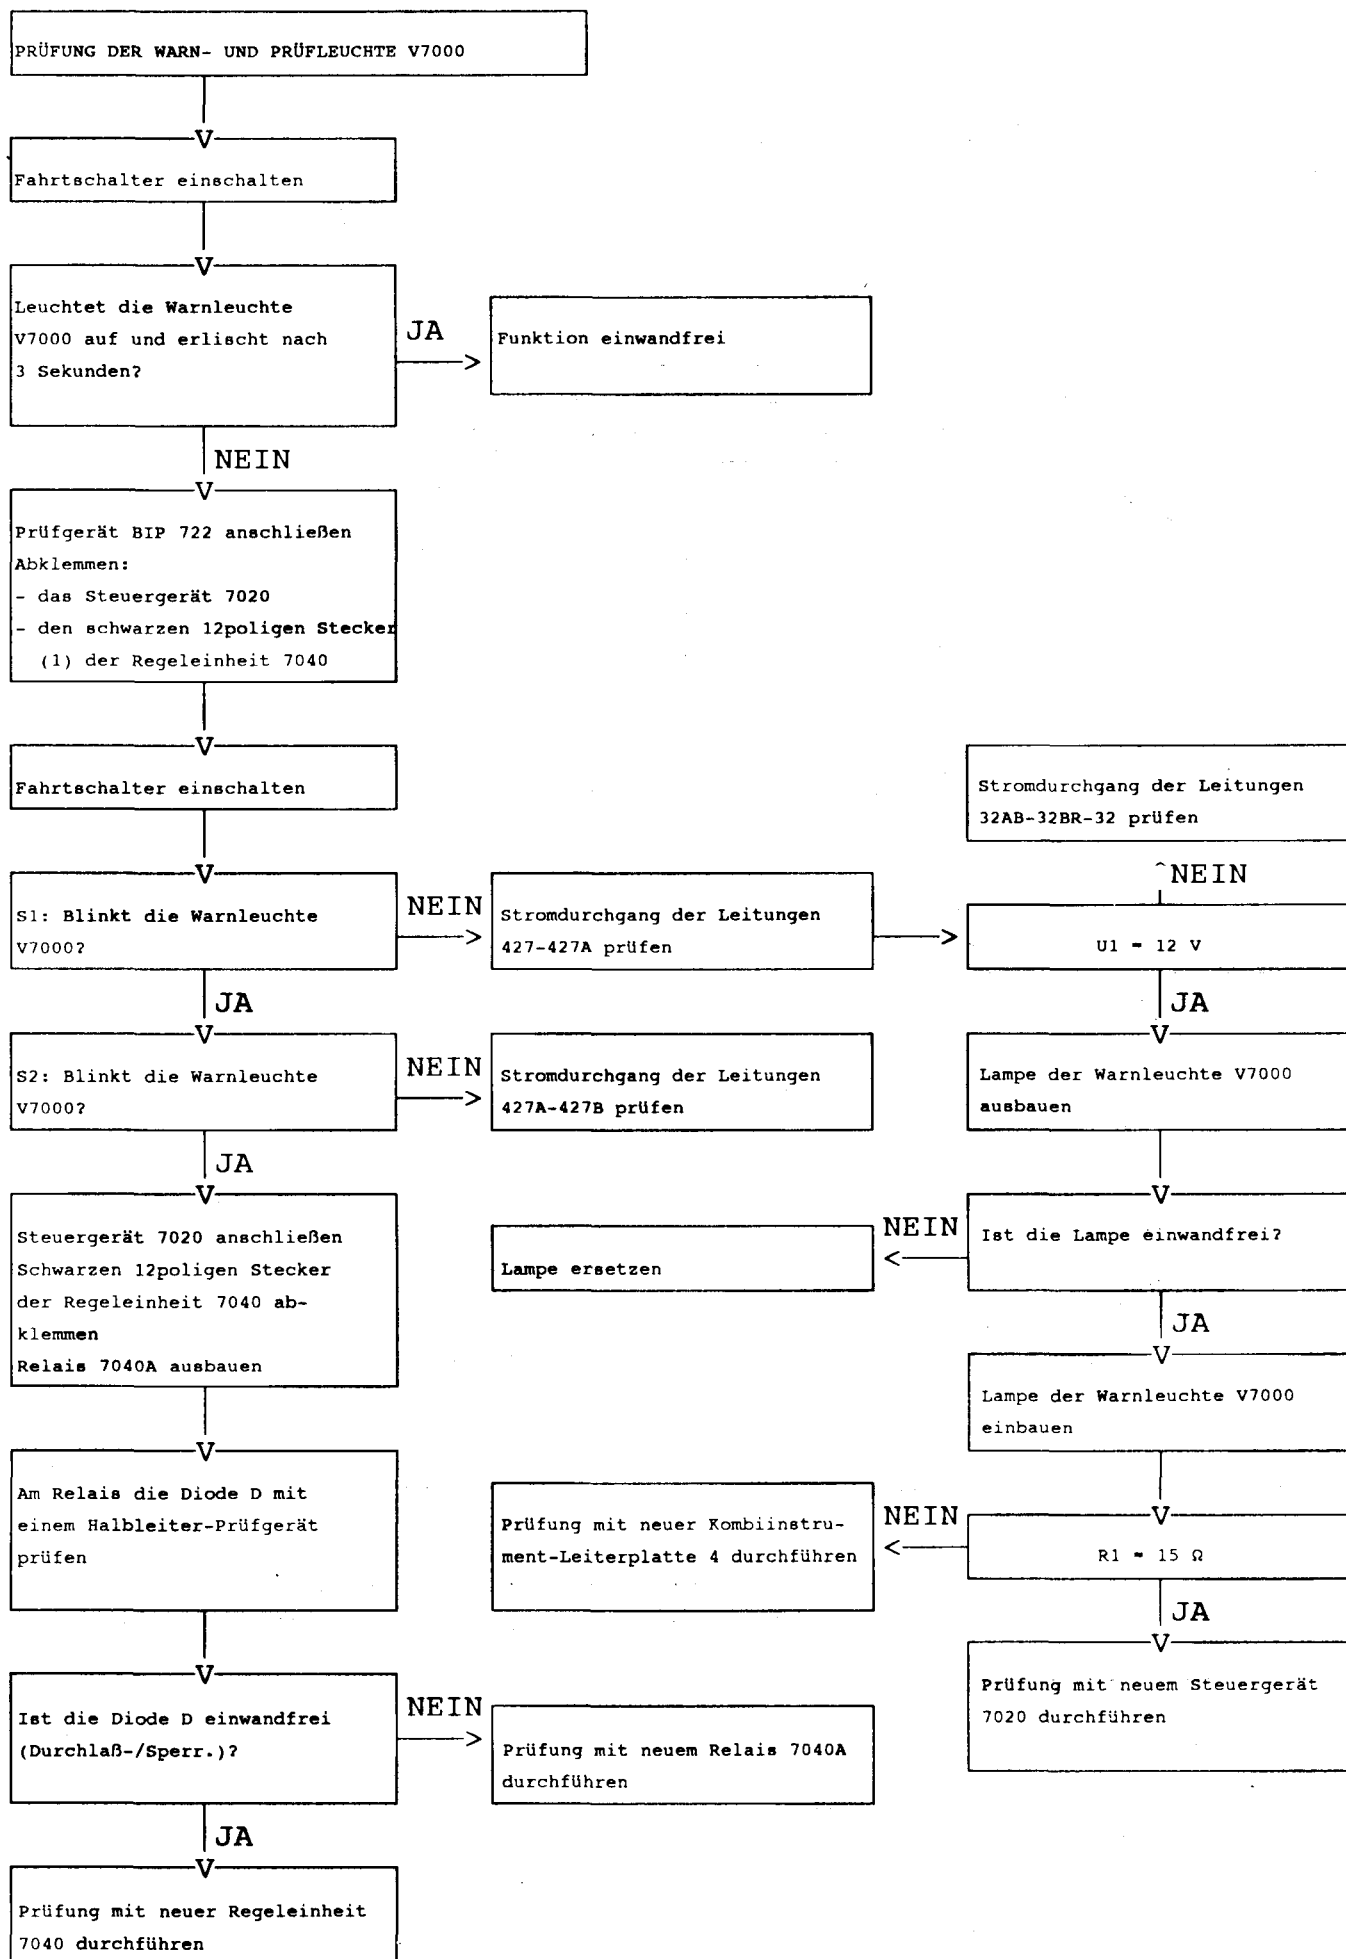 PRÜFUNG DER WARN- UND PRÜFLEUCHTE V7000
Fahrtschalter einschalten
Leuchtet die Warnleuchte
V7000 auf und erlischt nach
3 Sekunden?
JA
Funktion einwandfrei
NEIN
Prüfgerät BIP 722 anschließen
Abklemmen:
- das Steuergerät 7020
- den schwarzen 12poligen Stecker
(1) der Regeleinheit 7040
Fahrtschalter einschalten
S1: Blinkt die Warnleuchte
V7000?
NEIN
Stromdurchgang der Leitungen
427-427A prüfen
U1 = 12 V
NEIN
Stromdurchgang der Leitungen
32AB-32BR-32 prüfen
JA
Lampe der Warnleuchte V7000
ausbauen
Ist die Lampe einwandfrei?
NEIN
Lampe ersetzen
JA
Lampe der Warnleuchte V7000
einbauen
R1 = 15 Ω
NEIN
Prüfung mit neuer Kombiinstru-
ment-Leiterplatte 4 durchführen
JA
Prüfung mit neuem Steuergerät
7020 durchführen
JA
S2: Blinkt die Warnleuchte
V7000?
NEIN
Stromdurchgang der Leitungen
427A-427B prüfen
JA
Steuergerät 7020 anschließen
Schwarzen 12poligen Stecker
der Regeleinheit 7040 ab-
klemmen
Relais 7040A ausbauen
Am Relais die Diode D mit
einem Halbleiter-Prüfgerät
prüfen
Ist die Diode D einwandfrei
(Durchlaß-/Sperr.)?
NEIN
Prüfung mit neuem Relais 7040A
durchführen
JA
Prüfung mit neuer Regeleinheit
7040 durchführen